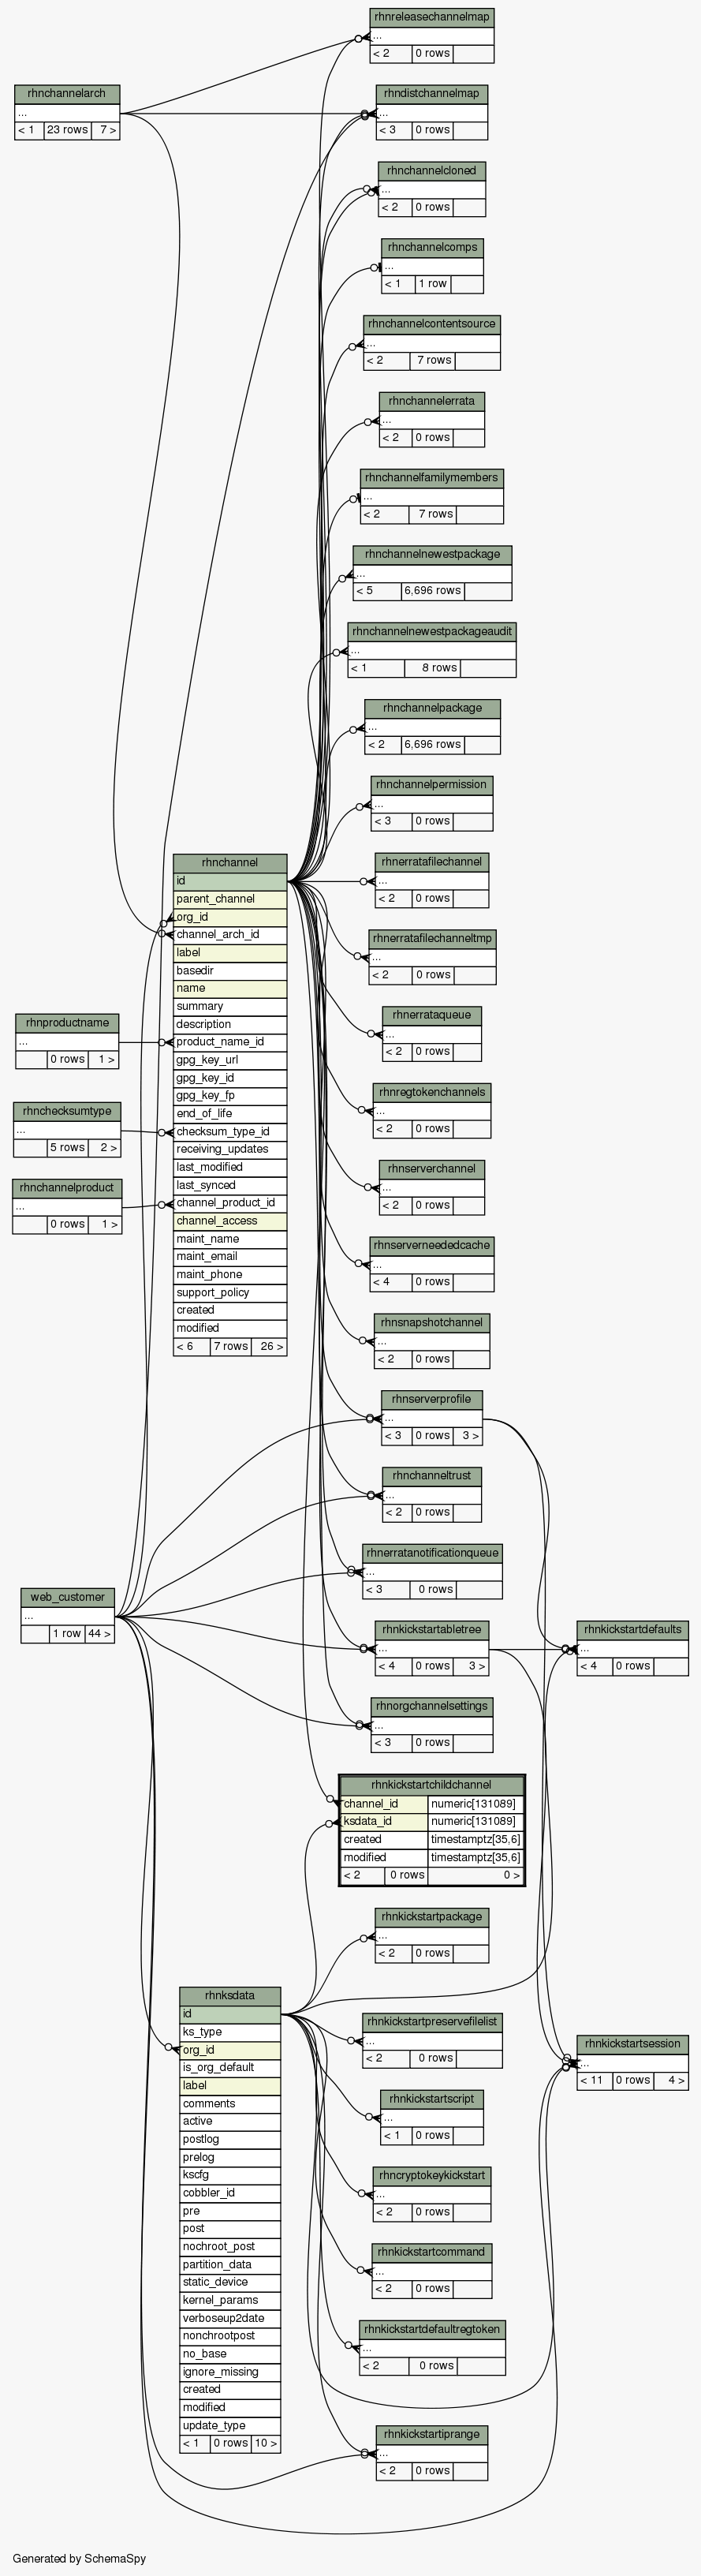 rhnreleasechannelmap
...
< 2 0 rows
rhnchannelarch
...
< 1 23 rows 7 >
rhndistchannelmap
...
< 3 0 rows
rhnchannelcloned
...
< 2 0 rows
rhnchannelcomps
...
< 1 1 row
rhnchannelcontentsource
...
< 2 7 rows
rhnchannelerrata
...
< 2 0 rows
rhnchannelfamilymembers
...
< 2 7 rows
rhnchannelnewestpackage
...
< 5 6,696 rows
rhnchannelnewestpackageaudit
...
< 1 8 rows
rhnchannelpackage
...
< 2 6,696 rows
rhnchannelpermission
...
< 3 0 rows
rhnchannel
id
parent_channel
org_id
channel_arch_id
label
basedir
name
summary
description
product_name_id
gpg_key_url
gpg_key_id
gpg_key_fp
end_of_life
checksum_type_id
receiving_updates
last_modified
last_synced
channel_product_id
channel_access
maint_name
maint_email
maint_phone
support_policy
created
modified
< 6 7 rows 26 >
rhnerratafilechannel
...
< 2 0 rows
rhnerratafilechanneltmp
...
< 2 0 rows
rhnproductname
...
0 rows 1 >
rhnerrataqueue
...
< 2 0 rows
rhnchecksumtype
...
5 rows 2 >
rhnregtokenchannels
...
< 2 0 rows
rhnchannelproduct
...
0 rows 1 >
rhnserverchannel
...
< 2 0 rows
rhnserverneededcache
...
< 4 0 rows
rhnsnapshotchannel
...
< 2 0 rows
rhnserverprofile
...
< 3 0 rows 3 >
rhnchanneltrust
...
< 2 0 rows
rhnerratanotificationqueue
...
< 3 0 rows
web_customer
...
1 row 44 >
rhnkickstartabletree
...
< 4 0 rows 3 >
rhnkickstartdefaults
...
< 4 0 rows
rhnorgchannelsettings
...
< 3 0 rows
rhnkickstartchildchannel
channel_id numeric[131089]
ksdata_id numeric[131089]
created timestamptz[35,6]
modified timestamptz[35,6]
< 2 0 rows 0 >
rhnkickstartpackage
...
< 2 0 rows
rhnksdata
id
ks_type
org_id
is_org_default
label
comments
active
postlog
prelog
kscfg
cobbler_id
pre
post
nochroot_post
partition_data
static_device
kernel_params
verboseup2date
nonchrootpost
no_base
ignore_missing
created
modified
update_type
< 1 0 rows 10 >
rhnkickstartpreservefilelist
...
< 2 0 rows
rhnkickstartsession
...
< 11 0 rows 4 >
rhnkickstartscript
...
< 1 0 rows
rhncryptokeykickstart
...
< 2 0 rows
rhnkickstartcommand
...
< 2 0 rows
rhnkickstartdefaultregtoken
...
< 2 0 rows
rhnkickstartiprange
...
< 2 0 rows
Generated by SchemaSpy